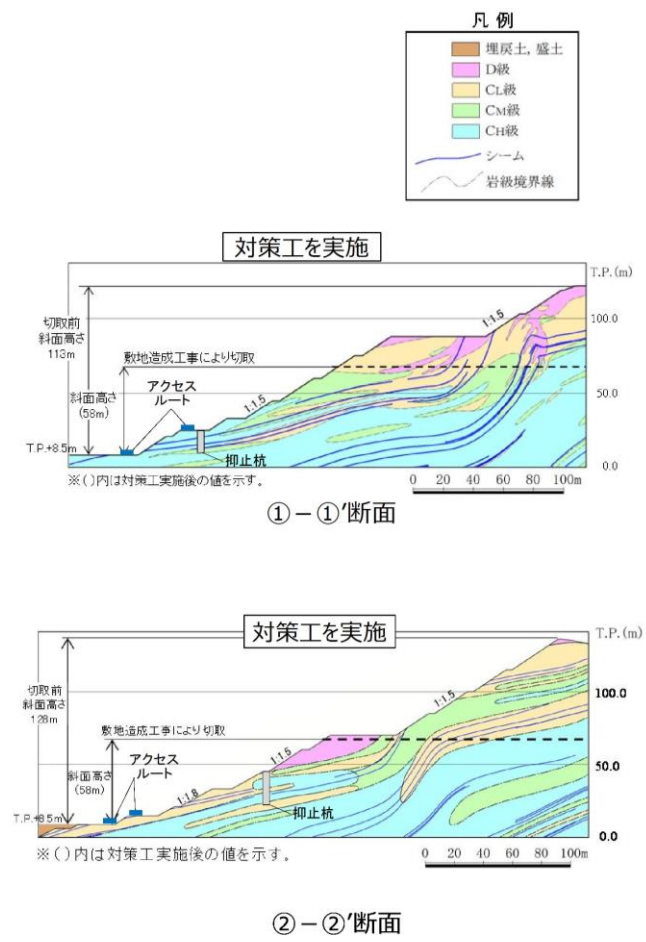 凡 例
埋戻土, 盛土
D級
CL級
CM級
CH級
シーム
岩級境界線
対策工を実施
T.P.(m)
切取前
斜面高さ
113m
敷地造成工事により切取
アクセス
ルート
斜面高さ
(58m)
T.P.+8.5m
1:1.5
1:1.5
抑止杭
100.0
50.0
0.0
※( )内は対策工実施後の値を示す。
0 20 40 60 80 100m
①-①'断面
対策工を実施
T.P.(m)
切取前
斜面高さ
128m
敷地造成工事により切取
アクセス
ルート
斜面高さ
(58m)
T.P.+8.5m
1:1.8
1:1.5
1:1.5
抑止杭
100.0
50.0
0.0
※( )内は対策工実施後の値を示す。
0 20 40 60 80 100m
②-②'断面